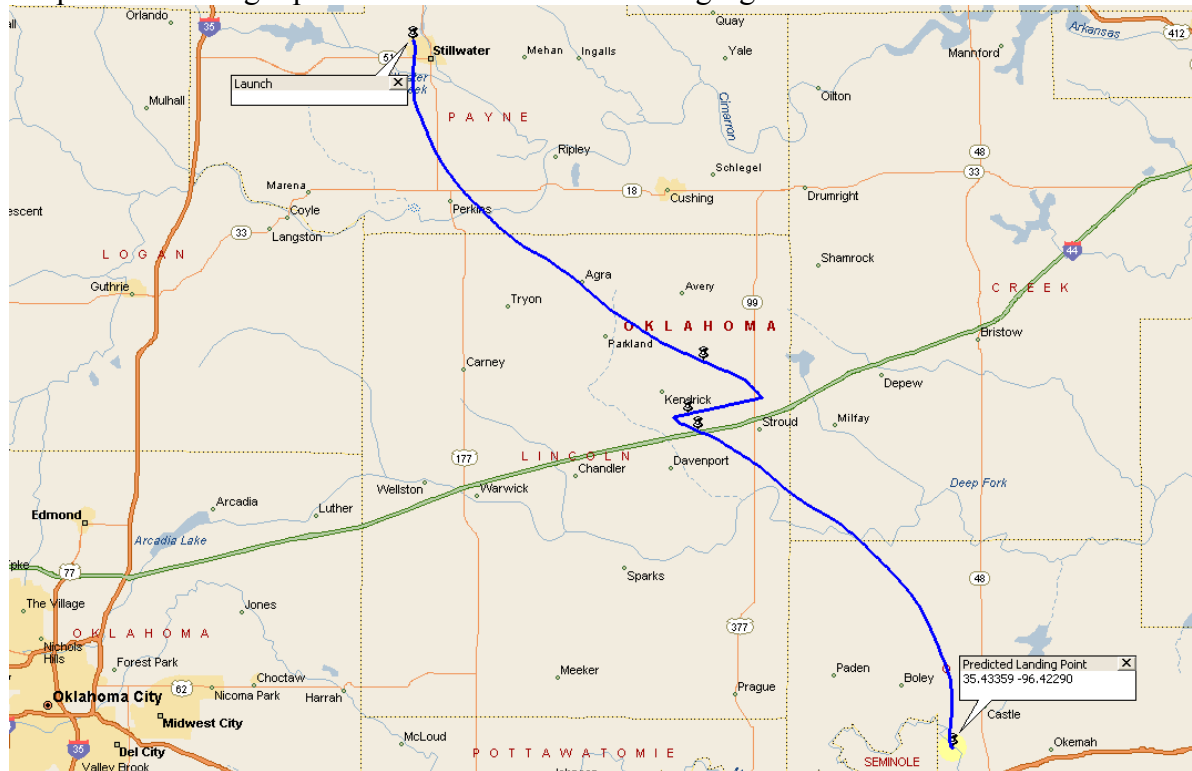 Orlando
35
Quay
Arkansas
412
51
Stillwater
Mehan
Ingalls
Yale
Mannford
Launch
Mulhall
Oilton
Cimarron
PAYNE
48
Ripley
Schlegel
33
Marena
18
Cushing
Drumright
Perkins
Coyle
33
Langston
LOGAN
44
Shamrock
Agra
Guthrie
Avery
CREEK
Tryon
99
OKLAHOMA
Bristow
Parkland
Carney
Depew
Kendrick
Stroud
Milfay
177
LINCOLN
Davenport
Chandler
Wellston
Warwick
Deep Fork
Arcadia
Luther
Edmond
Arcadia Lake
77
Sparks
48
The Village
Jones
OKLAHOMA
377
Nichols
Hills
Forest Park
Predicted Landing Point
35.43359 -96.42290
Paden
Boley
Meeker
Choctaw
62
Nicoma Park
Harrah
Prague
Oklahoma City
Castle
Midwest City
35
Del City
McLoud
POTTAWATOMIE
Okemah
Valley Brook
SEMINOLE